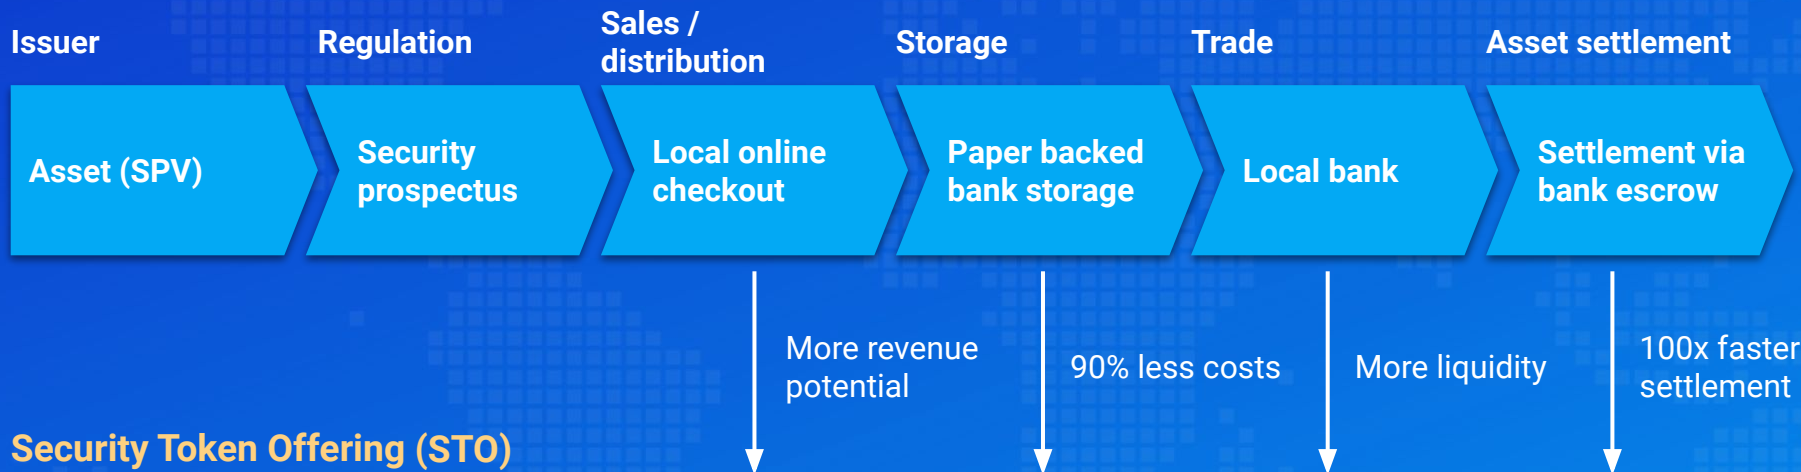 Issuer
Regulation
Sales /
distribution
Storage
Trade
Asset settlement
Asset (SPV)
Security
prospectus
Local online
checkout
Paper backed
bank storage
Local bank
Settlement via
bank escrow
More revenue
potential
90% less costs
More liquidity
100x faster
settlement
Security Token Offering (STO)